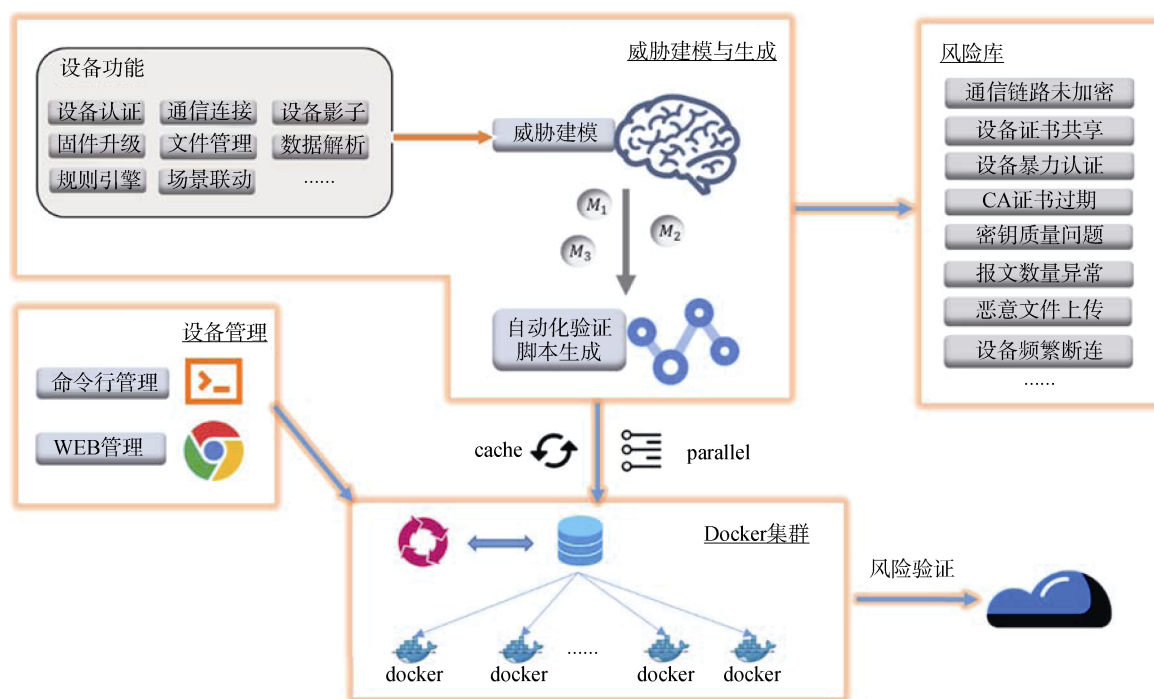 威胁建模与生成
设备功能
设备认证
通信连接
设备影子
固件升级
文件管理
数据解析
规则引擎
场景联动
......
威胁建模
M₁
M₂
M₃
自动化验证
脚本生成
风险库
通信链路未加密
设备证书共享
设备暴力认证
CA证书过期
密钥质量问题
报文数量异常
恶意文件上传
设备频繁断连
......
设备管理
命令行管理
WEB管理
cache
parallel
Docker集群
docker
docker
......
docker
docker
风险验证